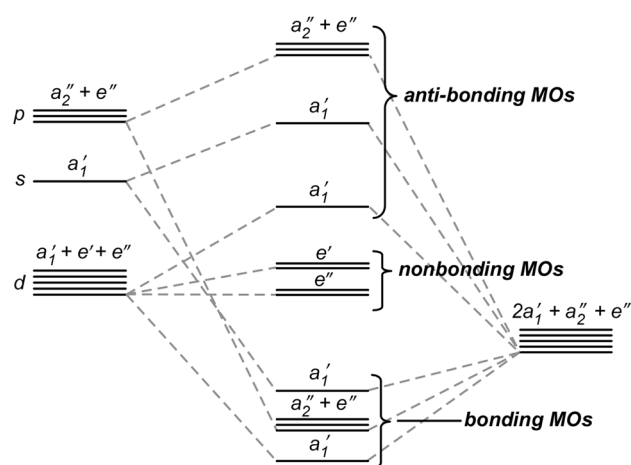 a₂″ + e″
a₂″ + e″
anti-bonding MOs
p
a₁′
a₁′
s
a₁′
a₁′ + e′ + e″
e′
nonbonding MOs
d
e″
2a₁′ + a₂″ + e″
a₁′
a₂″ + e″
bonding MOs
a₁′